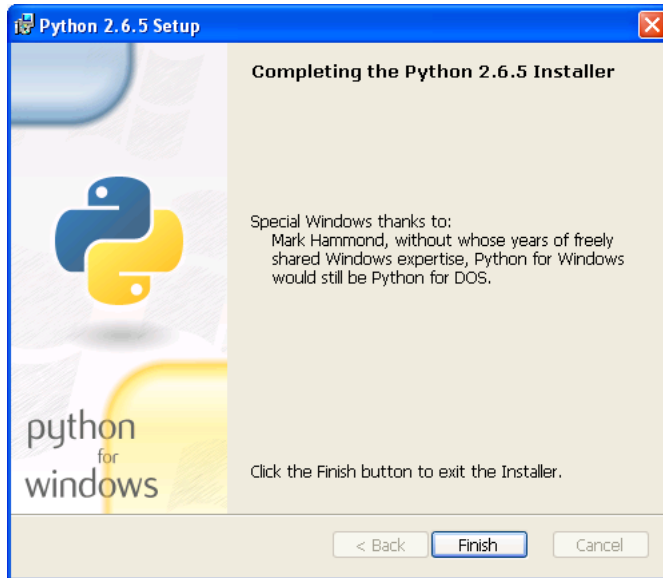 Python 2.6.5 Setup
Completing the Python 2.6.5 Installer
Special Windows thanks to:
Mark Hammond, without whose years of freely
shared Windows expertise, Python for Windows
would still be Python for DOS.
python
for
windows
Click the Finish button to exit the Installer.
< Back
Finish
Cancel